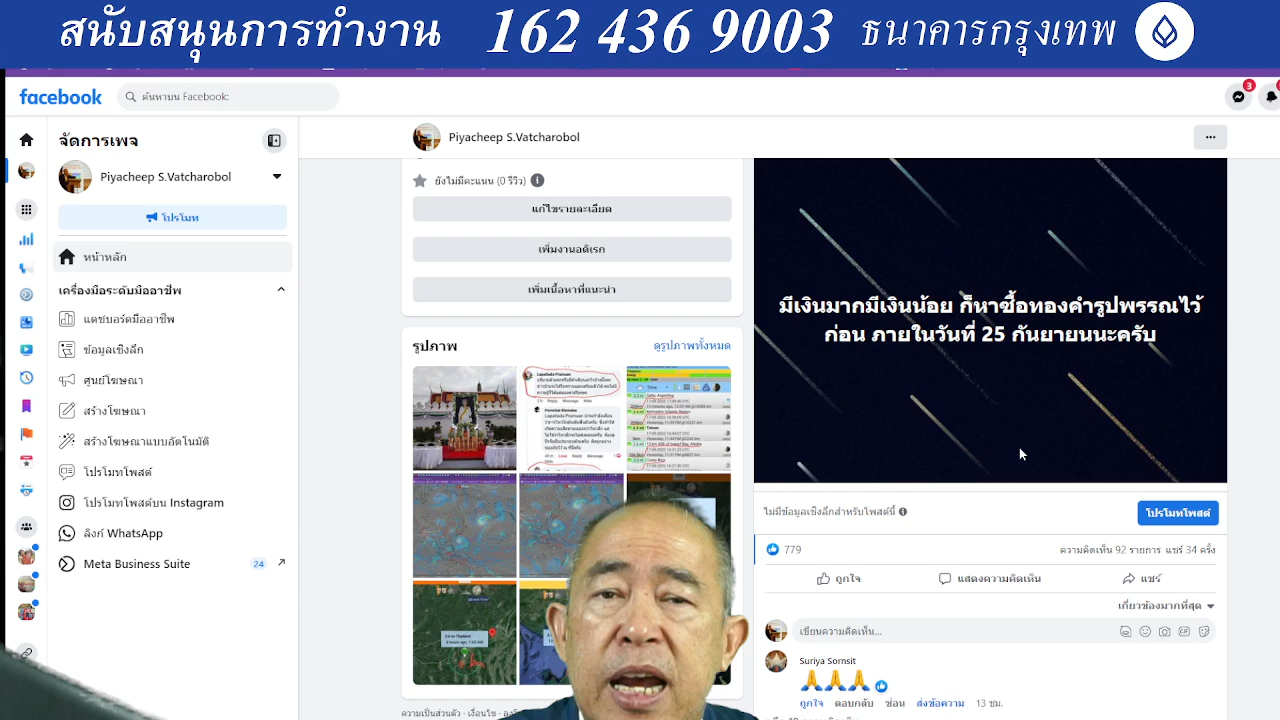 สนับสนุนการทำงาน 162 436 9003 ธนาคารกรุงเทพ
facebook
ค้นหาบน Facebook:
3
จัดการเพจ
Piyacheep S.Vatcharobol
โปรโมท
หน้าหลัก
เครื่องมือระดับมืออาชีพ
แดชบอร์ดมืออาชีพ
ข้อมูลเชิงลึก
ศูนย์โฆษณา
สร้างโฆษณา
สร้างโฆษณาแบบอัตโนมัติ
โปรโมทโพสต์
โปรโมทโพสต์บน Instagram
ลิงก์ WhatsApp
Meta Business Suite 24
Piyacheep S.Vatcharobol
ยังไม่มีคะแนน (0 รีวิว)
แก้ไขรายละเอียด
เพิ่มงานอดิเรก
เพิ่มเนื้อหาที่แนะนำ
รูปภาพ ดูรูปภาพทั้งหมด
Lapatlada Pramuan
ความเป็นส่วนตัว · เงื่อนไข ·
มีเงินมากมีเงินน้อย ก็หาซื้อทองคำรูปพรรณไว้
ก่อน ภายในวันที่ 25 กันยายนนะครับ
ไม่มีข้อมูลเชิงลึกสำหรับโพสต์นี้
โปรโมทโพสต์
779 ความคิดเห็น 92 รายการ แชร์ 34 ครั้ง
ถูกใจ แสดงความคิดเห็น แชร์
เกี่ยวข้องมากที่สุด
เขียนความคิดเห็น...
Suriya Sornsit
🙏🙏🙏
ถูกใจ ตอบกลับ ซ่อน ส่งข้อความ 13 ชม.